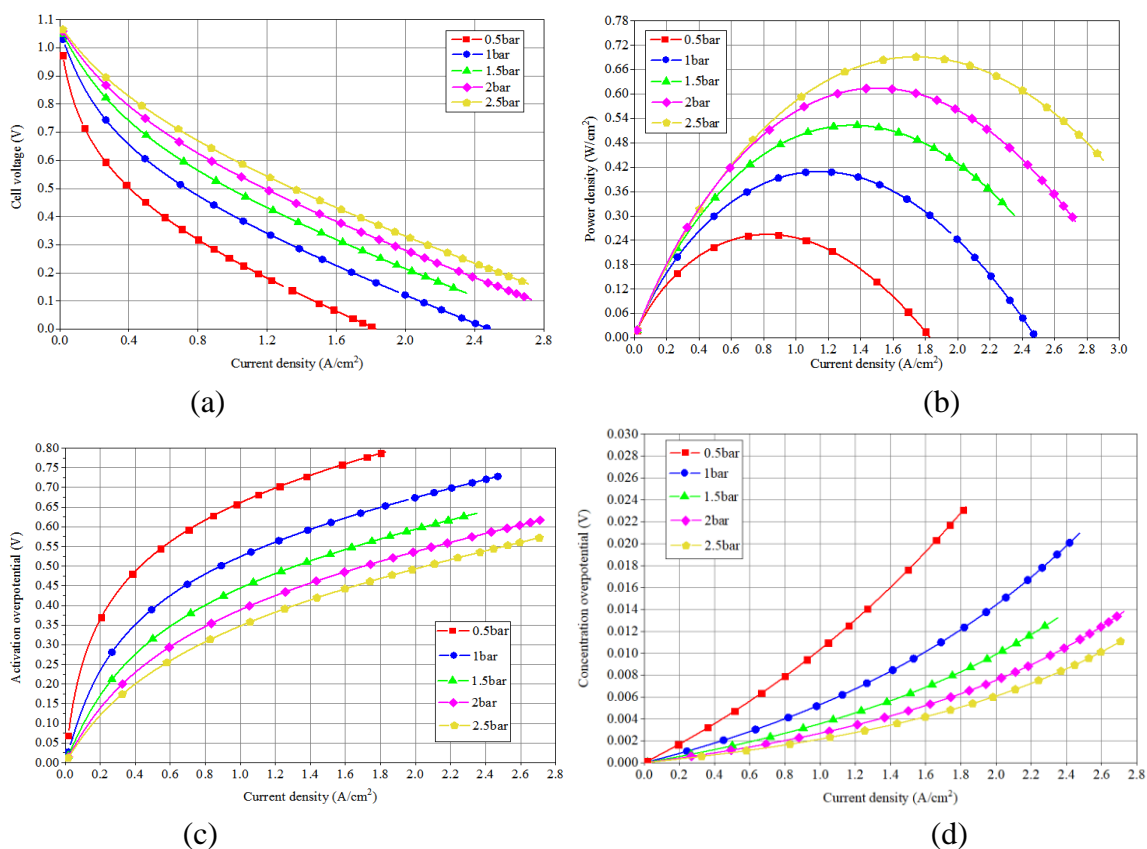 1.1
1.0
0.9
0.8
0.7
0.6
0.5
0.4
0.3
0.2
0.1
0.0
Cell voltage (V)
0.5bar
1bar
1.5bar
2bar
2.5bar
0.0 0.4 0.8 1.2 1.6 2.0 2.4 2.8
Current density (A/cm²)
(a)
0.78
0.72
0.66
0.60
0.54
0.48
0.42
0.36
0.30
0.24
0.18
0.12
0.06
0.00
Power density (W/cm²)
0.5bar
1bar
1.5bar
2bar
2.5bar
0.0 0.2 0.4 0.6 0.8 1.0 1.2 1.4 1.6 1.8 2.0 2.2 2.4 2.6 2.8 3.0
Current density (A/cm²)
(b)
0.80
0.75
0.70
0.65
0.60
0.55
0.50
0.45
0.40
0.35
0.30
0.25
0.20
0.15
0.10
0.05
0.00
Activation overpotential (V)
0.5bar
1bar
1.5bar
2bar
2.5bar
0.0 0.2 0.4 0.6 0.8 1.0 1.2 1.4 1.6 1.8 2.0 2.2 2.4 2.6 2.8
Current density (A/cm²)
(c)
0.030
0.028
0.026
0.024
0.022
0.020
0.018
0.016
0.014
0.012
0.010
0.008
0.006
0.004
0.002
0.000
Concentration overpotential (V)
0.5bar
1bar
1.5bar
2bar
2.5bar
0.0 0.2 0.4 0.6 0.8 1.0 1.2 1.4 1.6 1.8 2.0 2.2 2.4 2.6 2.8
Current density (A/cm²)
(d)